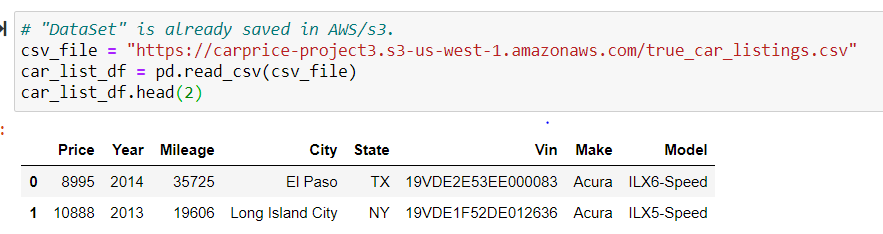 # "DataSet" is already saved in AWS/s3.
csv_file = "https://carprice-project3.s3-us-west-1.amazonaws.com/true_car_listings.csv"
car_list_df = pd.read_csv(csv_file)
car_list_df.head(2)
:
Price Year Mileage City State Vin Make Model
0 8995 2014 35725 El Paso TX 19VDE2E53EE000083 Acura ILX6-Speed
1 10888 2013 19606 Long Island City NY 19VDE1F52DE012636 Acura ILX5-Speed